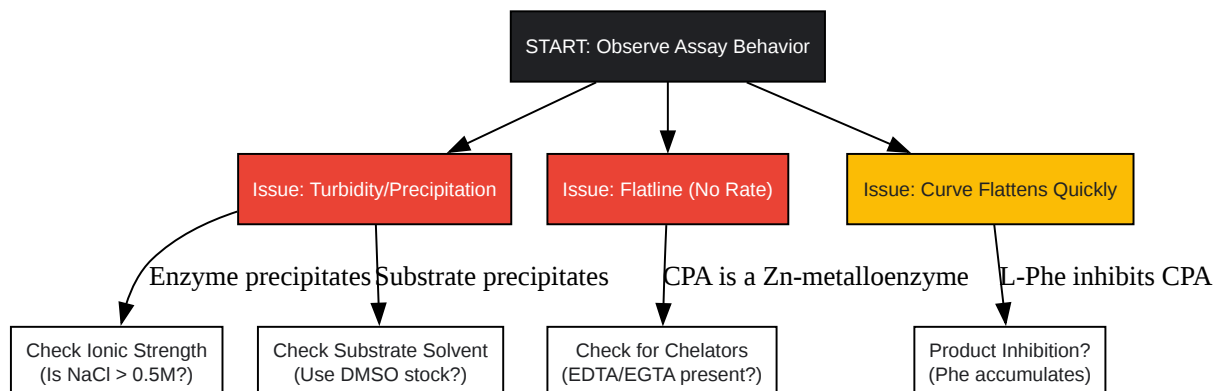 START: Observe Assay Behavior
Issue: Turbidity/Precipitation
Issue: Flatline (No Rate)
Issue: Curve Flattens Quickly
Enzyme precipitates
Substrate precipitates
CPA is a Zn-metalloenzyme
L-Phe inhibits CPA
Check Ionic Strength
(Is NaCl > 0.5M?)
Check Substrate Solvent
(Use DMSO stock?)
Check for Chelators
(EDTA/EGTA present?)
Product Inhibition?
(Phe accumulates)